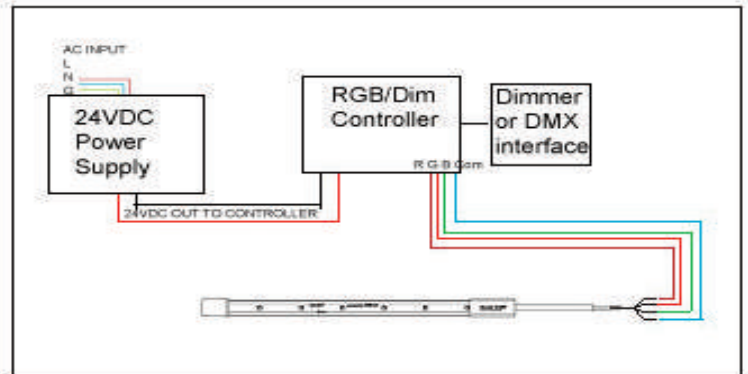 AC INPUT
L
N
G
24VDC
Power
Supply
RGB/Dim
Controller
R G B Com
Dimmer
or DMX
interface
24VDC OUT TO CONTROLLER